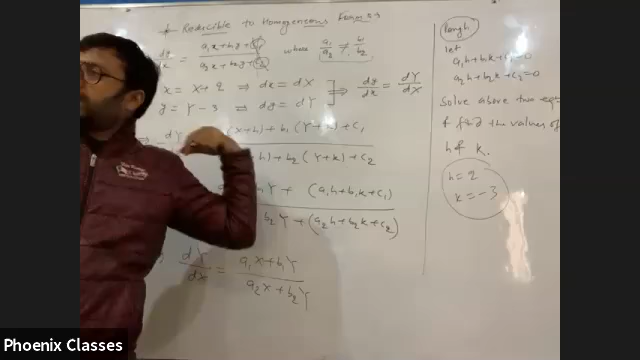 * Reducible to Homogeneous Forms
dy/dx = a₁x+b₁y+c₁ / a₂x+b₂y+c₂ where a₁/a₂ ≠ b₁/b₂
x = X+2 ⇒ dx = dX
y = Y-3 ⇒ dy = dY ] ⇒ dy/dx = dY/dX
⇒ dY (X+h) + b₁(Y+k) + c₁
h) + b₂(Y+k) + c₂
Y + (a₁h+b₁k+c₁)
b₂Y + (a₂h+b₂k+c₂)
dY/dX = a₁X+b₁Y / a₂X+b₂Y
Rough
let
a₁h+b₁k+c₁=0
a₂h+b₂k+c₂=0
Solve above two eq
& find the values of
h & k.
h=2
k=-3
Phoenix Classes